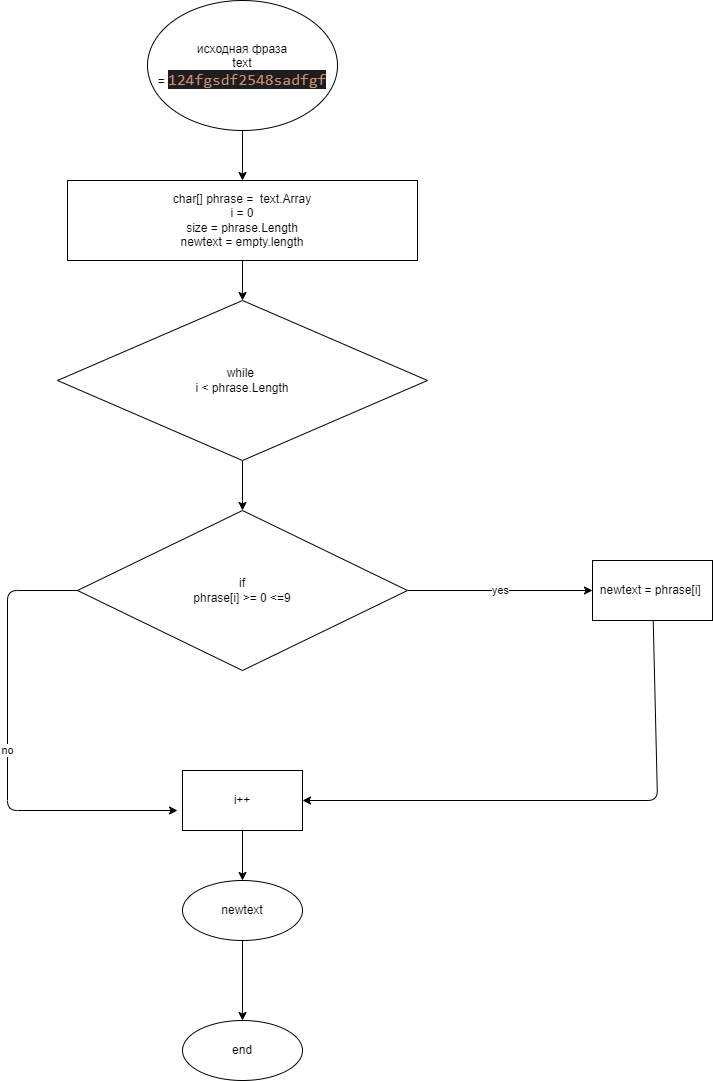 исходная фраза
text
= 124fgsdf2548sadfgf
char[] phrase = text.Array
i = 0
size = phrase.Length
newtext = empty.length
while
i < phrase.Length
if
phrase[i] >= 0 <=9
yes
newtext = phrase[i]
no
i++
newtext
end